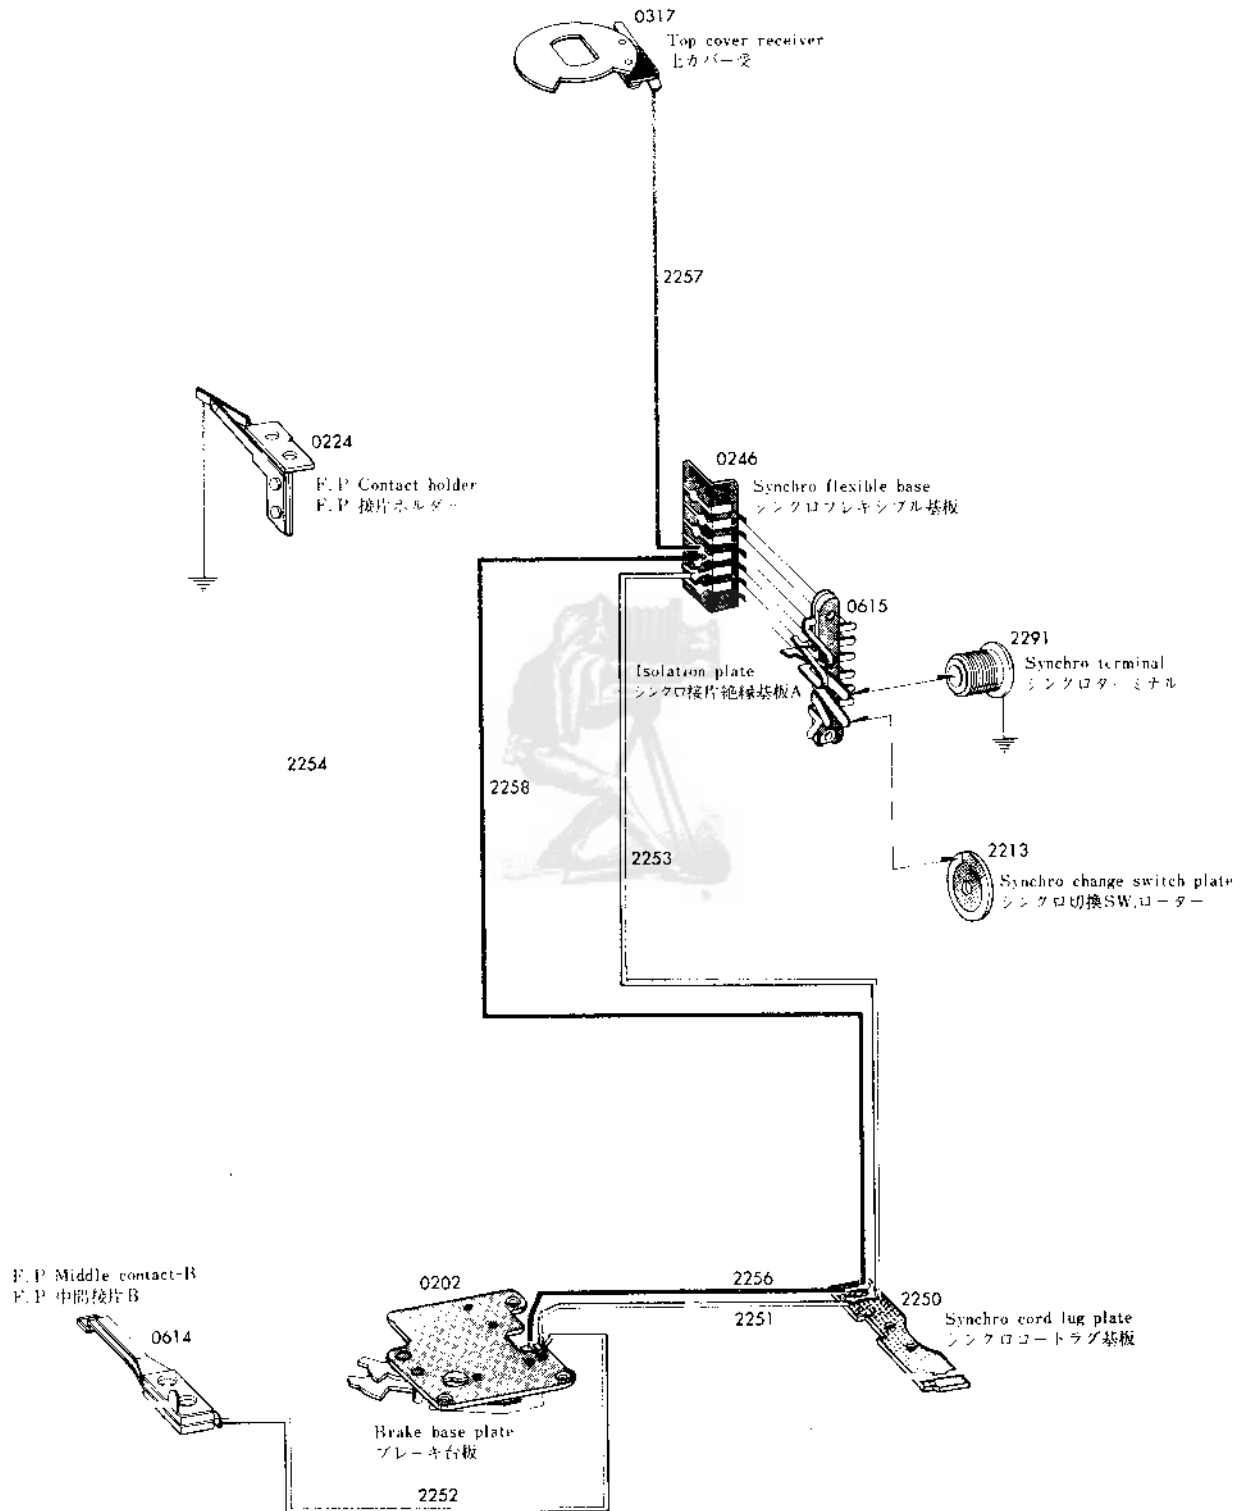 0317
Top cover receiver
上カバー受
2257
0224
F.P Contact holder
F.P 接片ホルダー
0246
Synchro flexible base
シンクロフレキシブル基板
0615
Isolation plate
シンクロ接片絶縁基板A
2291
Synchro terminal
シンクロターミナル
2254
2258
2253
2213
Synchro change switch plate
シンクロ切換SW.ローター
F.P Middle contact-B
F.P 中間接片B
0614
0202
Brake base plate
ブレーキ台板
2256
2251
2250
Synchro cord lug plate
シンクロコートラグ基板
2252